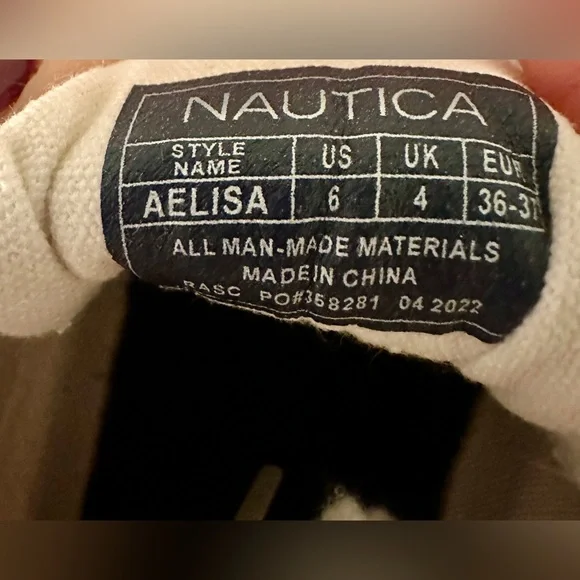 NAUTICA
STYLE NAME US UK EUR
AELISA 6 4 36-37
ALL MAN-MADE MATERIALS
MADE IN CHINA
RASC PO#358281 04 2022